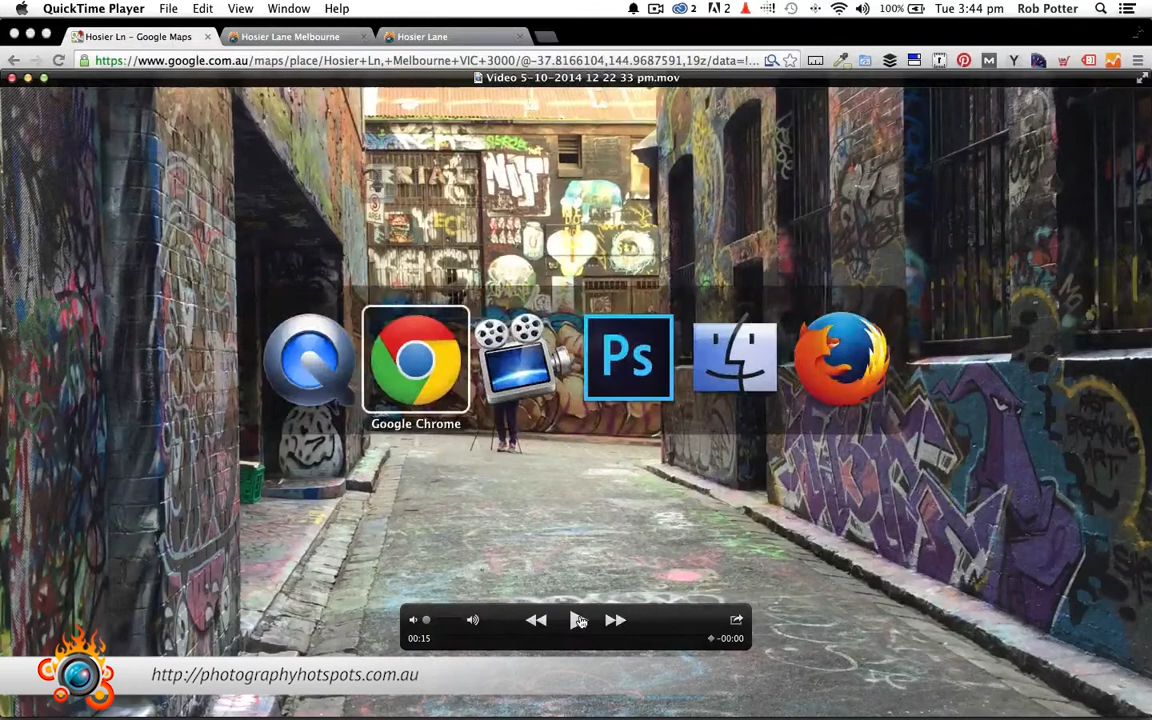 QuickTime Player File Edit View Window Help 2 2 100% Tue 3:44 pm Rob Potter
Hosier Ln - Google Maps Hosier Lane Melbourne Hosier Lane
https://www.google.com.au/maps/place/Hosier+Ln,+Melbourne+VIC+3000/@-37.8166104,144.9687591,19z/data=!...
Video 5-10-2014 12 22 33 pm.mov
Ps
Google Chrome
00:15 -00:00
http://photographyhotspots.com.au